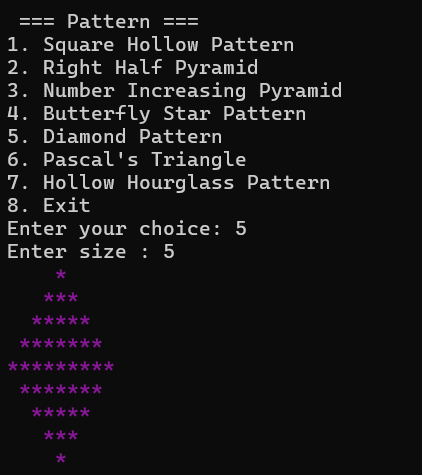 === Pattern ===
1. Square Hollow Pattern
2. Right Half Pyramid
3. Number Increasing Pyramid
4. Butterfly Star Pattern
5. Diamond Pattern
6. Pascal's Triangle
7. Hollow Hourglass Pattern
8. Exit
Enter your choice: 5
Enter size : 5
    *
   ***
  *****
 *******
*********
 *******
  *****
   ***
    *